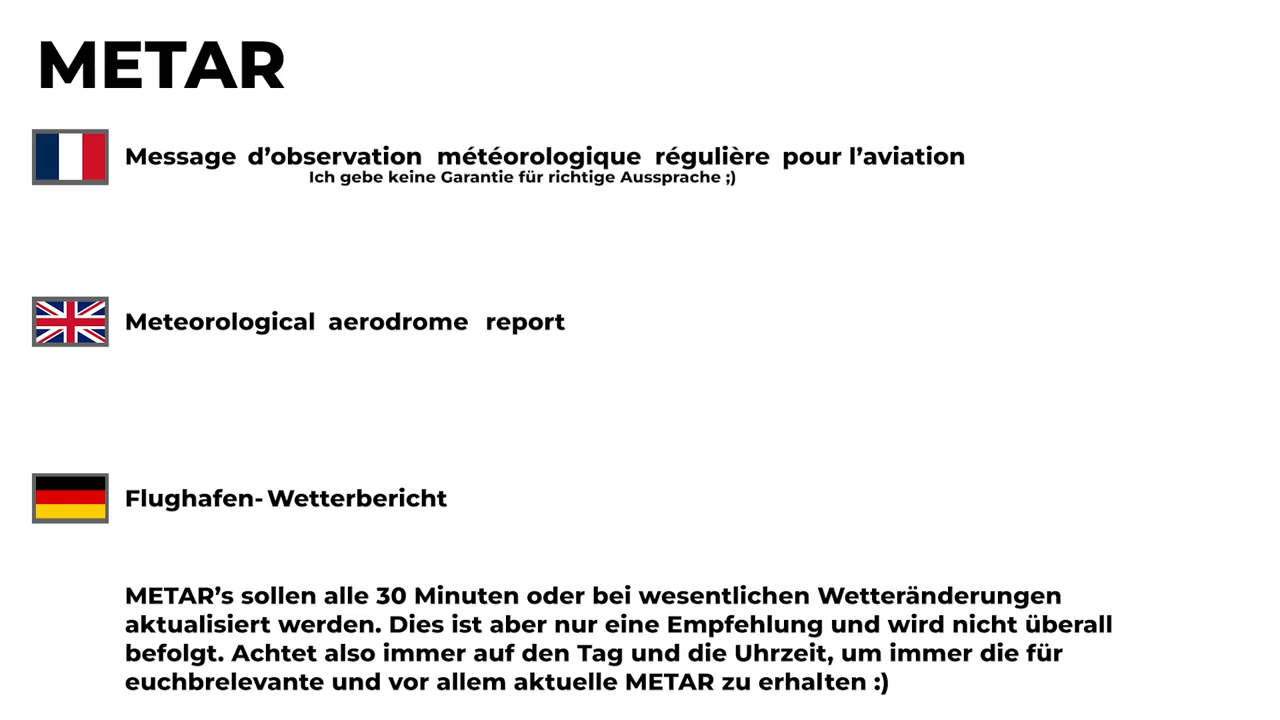 METAR
Message d’observation météorologique régulière pour l’aviation
Ich gebe keine Garantie für richtige Aussprache ;)
Meteorological aerodrome report
Flughafen- Wetterbericht
METAR’s sollen alle 30 Minuten oder bei wesentlichen Wetteränderungen
aktualisiert werden. Dies ist aber nur eine Empfehlung und wird nicht überall
befolgt. Achtet also immer auf den Tag und die Uhrzeit, um immer die für
euchbrelevante und vor allem aktuelle METAR zu erhalten :)